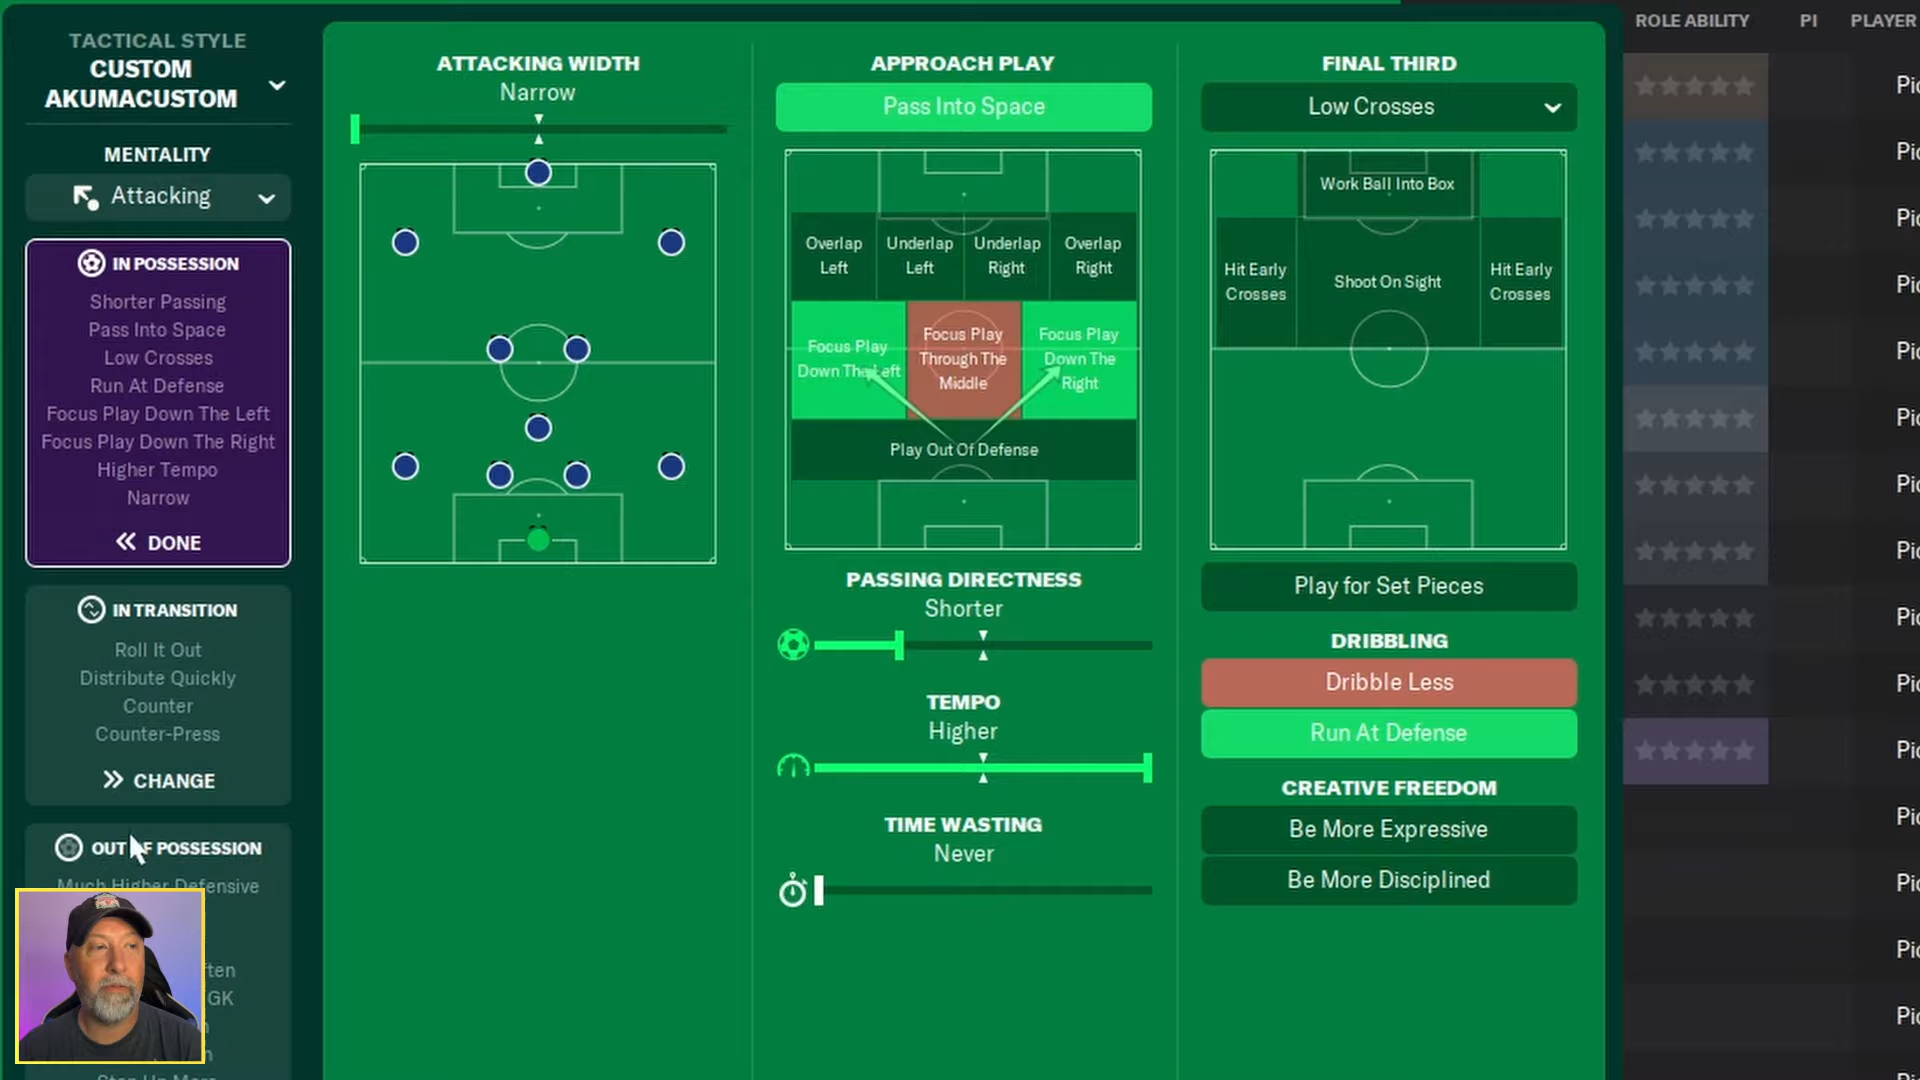 TACTICAL STYLE
CUSTOM
AKUMACUSTOM
MENTALITY
Attacking
IN POSSESSION
Shorter Passing
Pass Into Space
Low Crosses
Run At Defense
Focus Play Down The Left
Focus Play Down The Right
Higher Tempo
Narrow
DONE
IN TRANSITION
Roll It Out
Distribute Quickly
Counter
Counter-Press
CHANGE
OUT OF POSSESSION
Much Higher Defensive
GK
ATTACKING WIDTH
Narrow
APPROACH PLAY
Pass Into Space
Overlap
Left
Underlap
Left
Underlap
Right
Overlap
Right
Focus Play
Down The Left
Focus Play
Through The
Middle
Focus Play
Down The
Right
Play Out Of Defense
PASSING DIRECTNESS
Shorter
TEMPO
Higher
TIME WASTING
Never
FINAL THIRD
Low Crosses
Work Ball Into Box
Hit Early
Crosses
Shoot On Sight
Hit Early
Crosses
Play for Set Pieces
DRIBBLING
Dribble Less
Run At Defense
CREATIVE FREEDOM
Be More Expressive
Be More Disciplined
ROLE ABILITY PI PLAYER